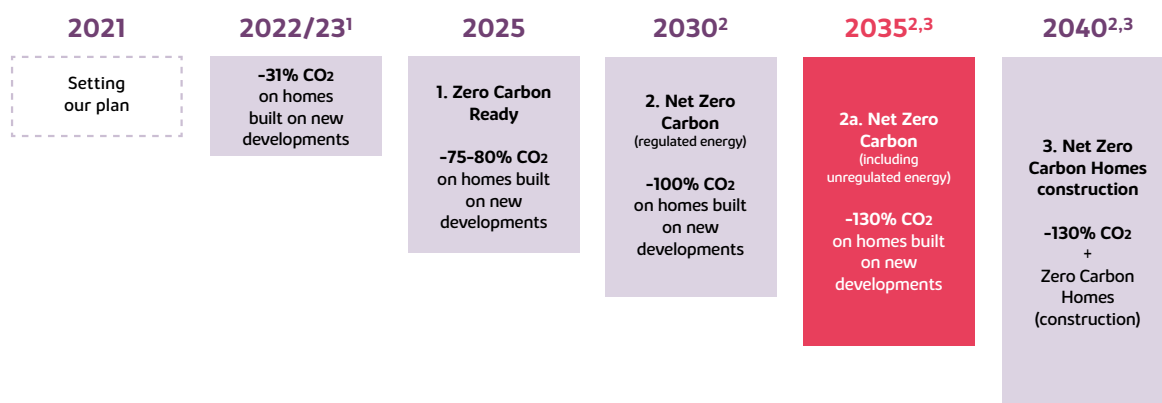 2021
Setting
our plan
2022/23¹
-31% CO₂
on homes
built on new
developments
2025
1. Zero Carbon
Ready
-75-80% CO₂
on homes built
on new
developments
2030²
2. Net Zero
Carbon
(regulated energy)
-100% CO₂
on homes built
on new
developments
2035²,³
2a. Net Zero
Carbon
(including
unregulated energy)
-130% CO₂
on homes built
on new
developments
2040²,³
3. Net Zero
Carbon Homes
construction
-130% CO₂
+
Zero Carbon
Homes
(construction)